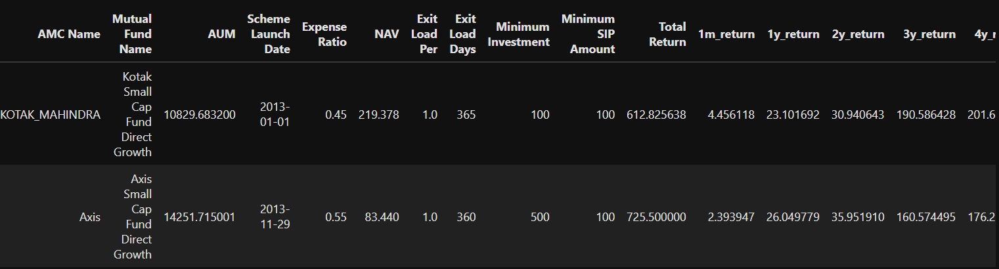 AMC Name Mutual Fund Name AUM Scheme Launch Date Expense Ratio NAV Exit Load Per Exit Load Days Minimum Investment Minimum SIP Amount Total Return 1m_return 1y_return 2y_return 3y_return
KOTAK_MAHINDRA Kotak Small Cap Fund Direct Growth 10829.683200 2013-01-01 0.45 219.378 1.0 365 100 100 612.825638 4.456118 23.101692 30.940643 190.586428 201.6
Axis Axis Small Cap Fund Direct Growth 14251.715001 2013-11-29 0.55 83.440 1.0 360 500 100 725.500000 2.393947 26.049779 35.951910 160.574495 176.2